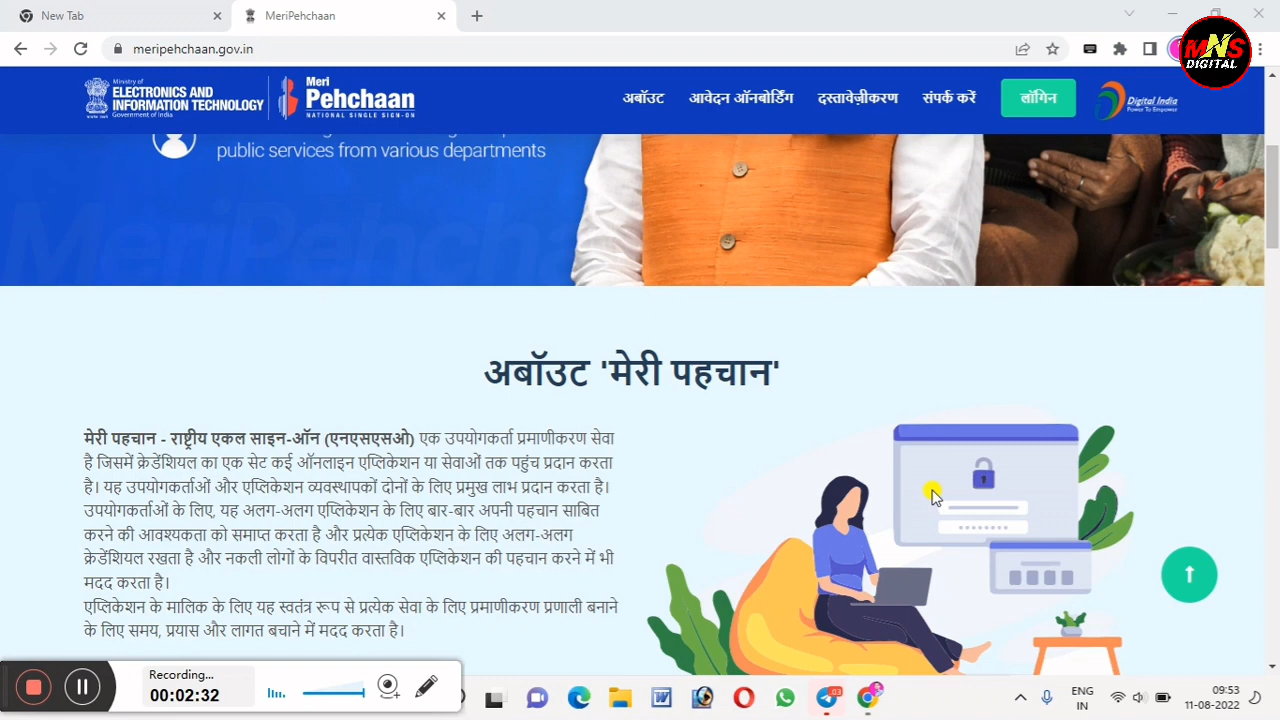 New Tab
MeriPehchaan
meripehchaan.gov.in
MNS
DIGITAL
Ministry of
ELECTRONICS AND
INFORMATION TECHNOLOGY
Government of India
Meri
Pehchaan
NATIONAL SINGLE SIGN-ON
अबॉउट
आवेदन ऑनबोर्डिंग
दस्तावेज़ीकरण
संपर्क करें
लॉगिन
Digital India
Power To Empower
public services from various departments
MeriPehchaa
अबॉउट 'मेरी पहचान'
मेरी पहचान - राष्ट्रीय एकल साइन-ऑन (एनएसएसओ) एक उपयोगकर्ता प्रमाणीकरण सेवा
है जिसमें क्रेडेंशियल का एक सेट कई ऑनलाइन एप्लिकेशन या सेवाओं तक पहुंच प्रदान करता
है। यह उपयोगकर्ताओं और एप्लिकेशन व्यवस्थापकों दोनों के लिए प्रमुख लाभ प्रदान करता है।
उपयोगकर्ताओं के लिए, यह अलग-अलग एप्लिकेशन के लिए बार-बार अपनी पहचान साबित
करने की आवश्यकता को समाप्त करता है और प्रत्येक एप्लिकेशन के लिए अलग-अलग
क्रेडेंशियल रखता है और नकली लोगों के विपरीत वास्तविक एप्लिकेशन की पहचान करने में भी
मदद करता है।
एप्लिकेशन के मालिक के लिए यह स्वतंत्र रूप से प्रत्येक सेवा के लिए प्रमाणीकरण प्रणाली बनाने
के लिए समय, प्रयास और लागत बचाने में मदद करता है।
Recording...
00:02:32
03
ENG
IN
09:53
11-08-2022